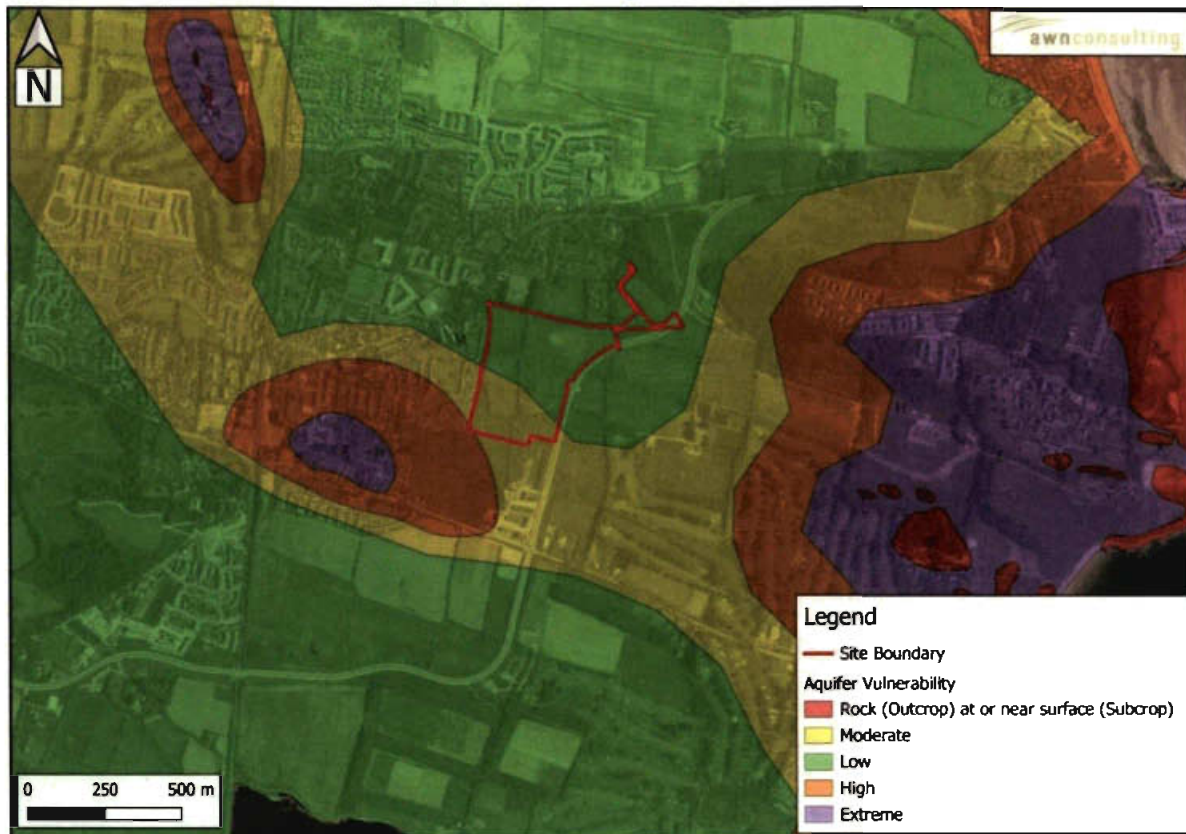 N
awnconsulting
Legend
Site Boundary
Aquifer Vulnerability
Rock (Outcrop) at or near surface (Subcrop)
Moderate
Low
High
Extreme
0 250 500 m